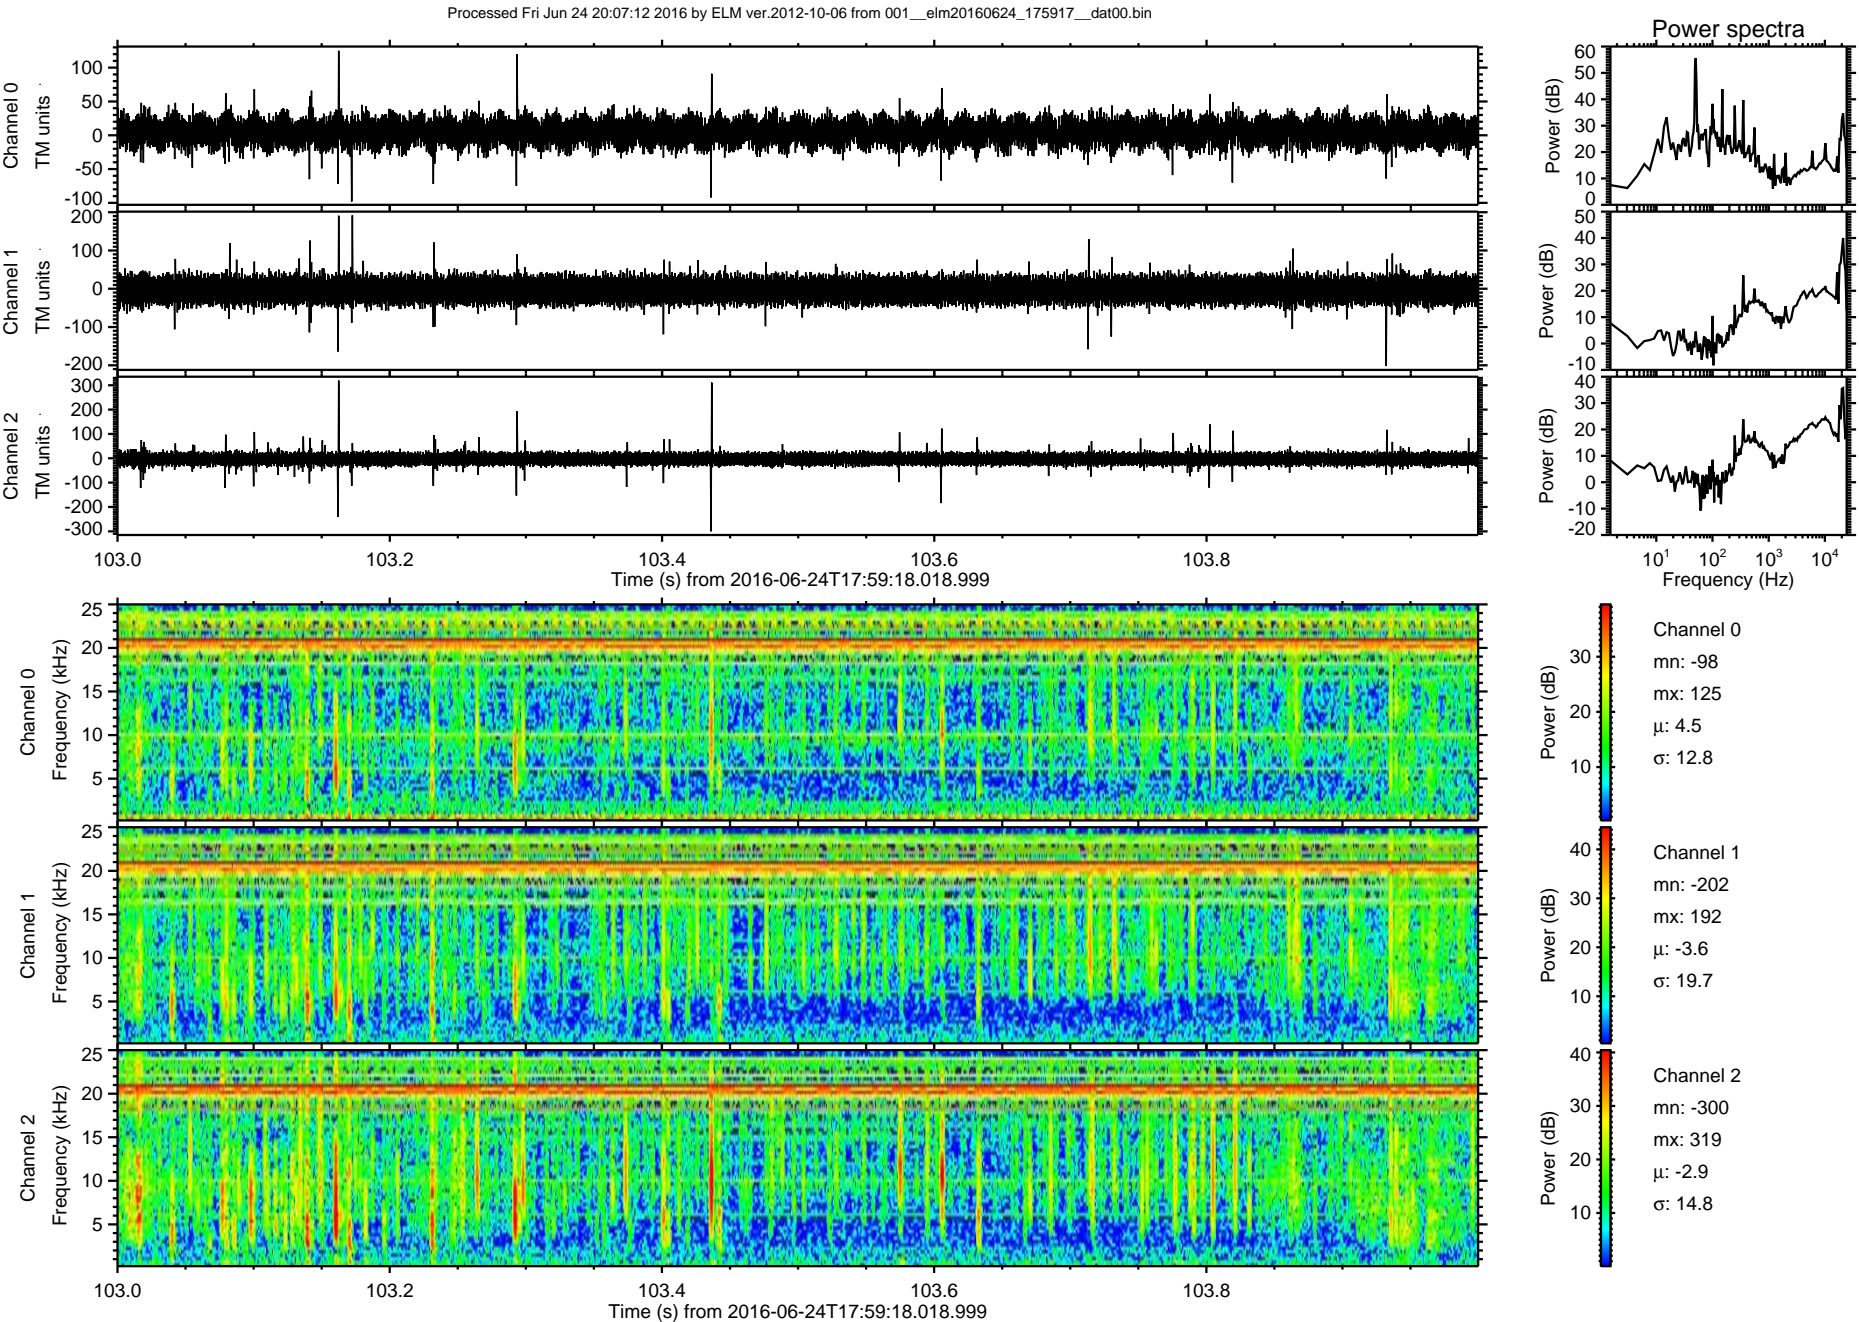 Processed Fri Jun 24 20:07:12 2016 by ELM ver.2012-10-06 from 001__elm20160624_175917__dat00.bin
Power spectra
Channel 0
TM units
100
50
0
-50
-100
Power (dB)
60
50
40
30
20
10
0
Channel 1
TM units
200
100
0
-100
-200
Power (dB)
50
40
30
20
10
0
-10
Channel 2
TM units
300
200
100
0
-100
-200
-300
Power (dB)
40
30
20
10
0
-10
-20
103.0 103.2 103.4 103.6 103.8
Time (s) from 2016-06-24T17:59:18.018.999
10¹ 10² 10³ 10⁴
Frequency (Hz)
Channel 0
Frequency (kHz)
25
20
15
10
5
Power (dB)
30
20
10
Channel 0
mn: -98
mx: 125
μ: 4.5
σ: 12.8
Channel 1
Frequency (kHz)
25
20
15
10
5
Power (dB)
40
30
20
10
Channel 1
mn: -202
mx: 192
μ: -3.6
σ: 19.7
Channel 2
Frequency (kHz)
25
20
15
10
5
Power (dB)
40
30
20
10
Channel 2
mn: -300
mx: 319
μ: -2.9
σ: 14.8
103.0 103.2 103.4 103.6 103.8
Time (s) from 2016-06-24T17:59:18.018.999